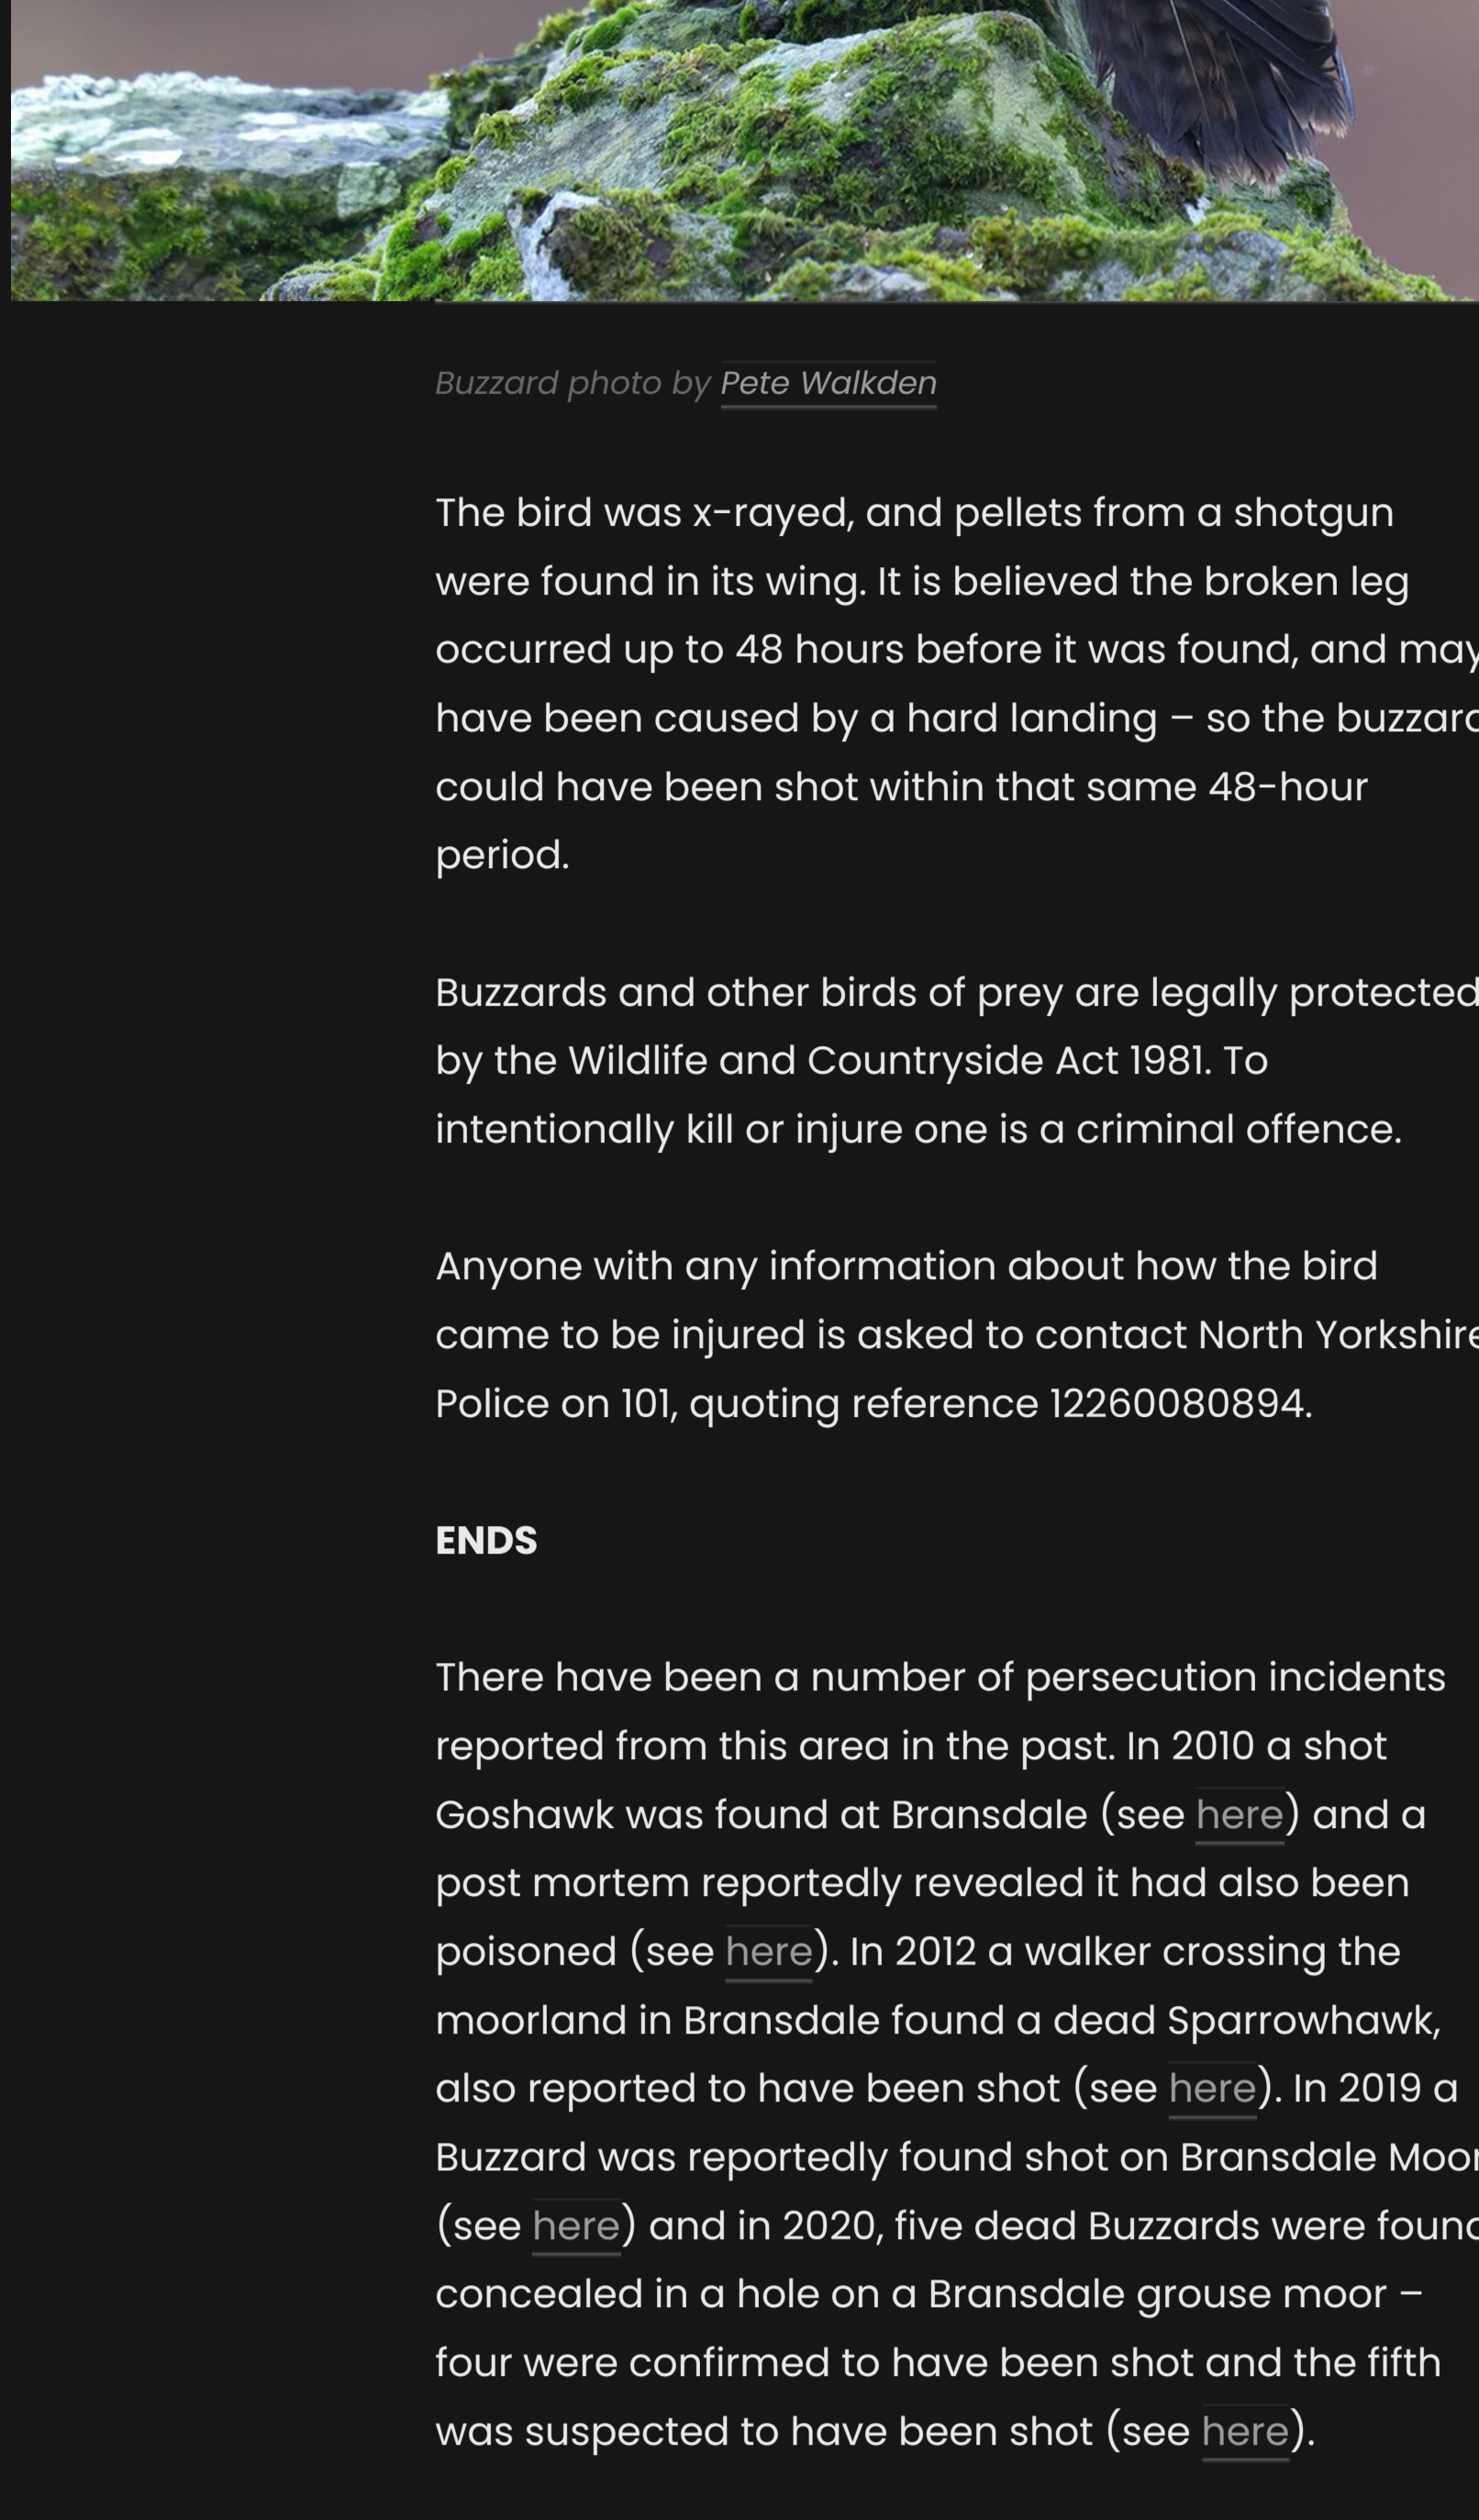 Buzzard photo by Pete Walkden
The bird was x-rayed, and pellets from a shotgun
were found in its wing. It is believed the broken leg
occurred up to 48 hours before it was found, and may
have been caused by a hard landing – so the buzzard
could have been shot within that same 48-hour
period.
Buzzards and other birds of prey are legally protected
by the Wildlife and Countryside Act 1981. To
intentionally kill or injure one is a criminal offence.
Anyone with any information about how the bird
came to be injured is asked to contact North Yorkshire
Police on 101, quoting reference 12260080894.
ENDS
There have been a number of persecution incidents
reported from this area in the past. In 2010 a shot
Goshawk was found at Bransdale (see here) and a
post mortem reportedly revealed it had also been
poisoned (see here). In 2012 a walker crossing the
moorland in Bransdale found a dead Sparrowhawk,
also reported to have been shot (see here). In 2019 a
Buzzard was reportedly found shot on Bransdale Moor
(see here) and in 2020, five dead Buzzards were found
concealed in a hole on a Bransdale grouse moor –
four were confirmed to have been shot and the fifth
was suspected to have been shot (see here).